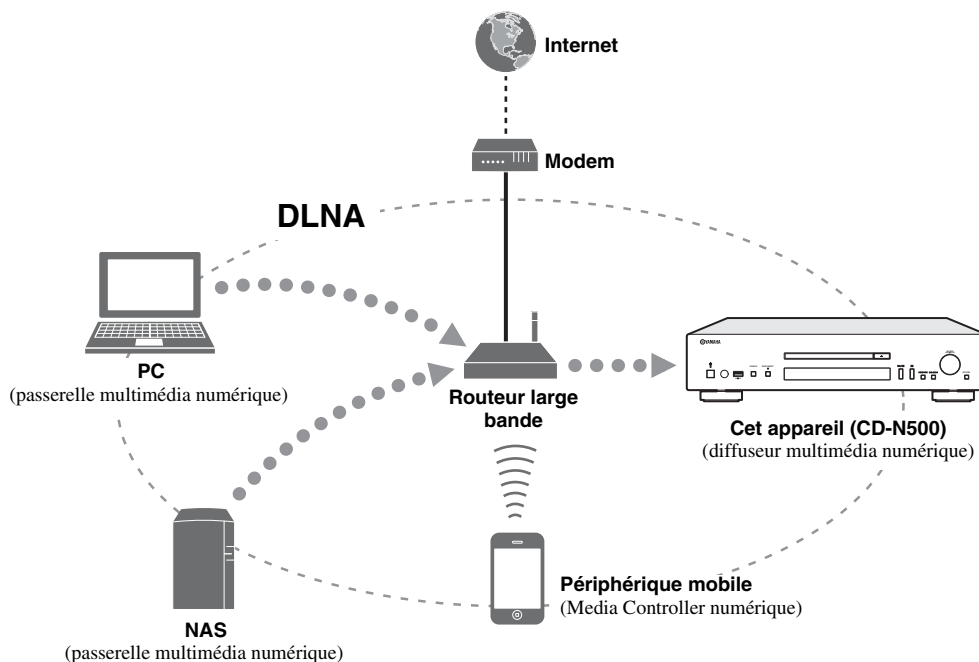 Internet
Modem
DLNA
PC
(passerelle multimédia numérique)
Routeur large
bande
YAMAHA
Cet appareil (CD-N500)
(diffuseur multimédia numérique)
NAS
(passerelle multimédia numérique)
Périphérique mobile
(Media Controller numérique)